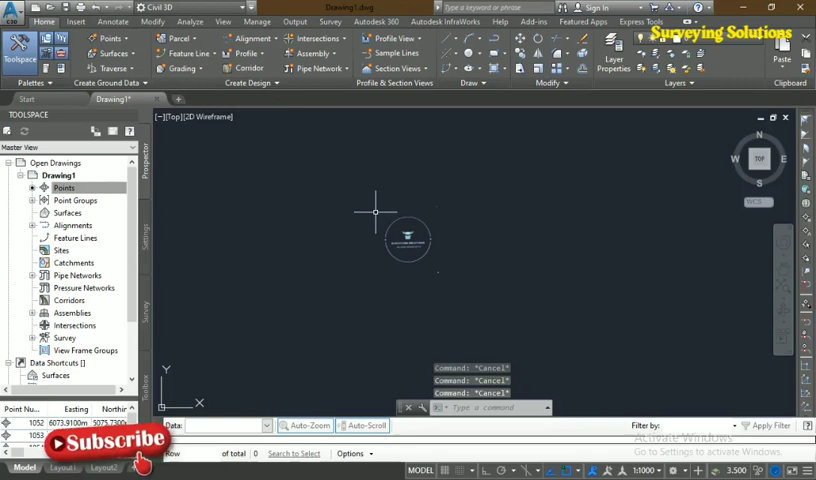 Civil 3D
Drawing1.dwg
Type a keyword or phrase
Sign In
Surveying Solutions
Home
Insert
Annotate
Modify
Analyze
View
Manage
Output
Survey
Autodesk 360
Autodesk InfraWorks
Help
Add-ins
Featured Apps
Express Tools
Toolspace
Points
Surfaces
Traverse
Parcel
Feature Line
Grading
Alignment
Profile
Corridor
Intersections
Assembly
Pipe Network
Profile View
Sample Lines
Section Views
Layer
Properties
Paste
Palettes
Create Ground Data
Create Design
Profile & Section Views
Draw
Modify
Layers
Clipboard
Start
Drawing1*
TOOLSPACE
Master View
Open Drawings
Drawing1
Points
Point Groups
Surfaces
Alignments
Feature Lines
Sites
Catchments
Pipe Networks
Pressure Networks
Corridors
Assemblies
Intersections
Survey
View Frame Groups
Data Shortcuts []
Surfaces
Prospector
Settings
Survey
Toolbox
[−][Top][2D Wireframe]
N
W
TOP
E
S
WCS
Y
X
Command: *Cancel*
Command: *Cancel*
Command: *Cancel*
Type a command
Point Nu...
Easting
Northin
1052
6073.9100m
5075.7300m
1053
Subscribe
Data:
Auto-Zoom
Auto-Scroll
Filter by:
Apply Filter
Activate Windows
Go to Settings to activate Windows.
Row
of total
0
Search to Select
Options
Model
Layout1
Layout2
MODEL
1:1000
3.500